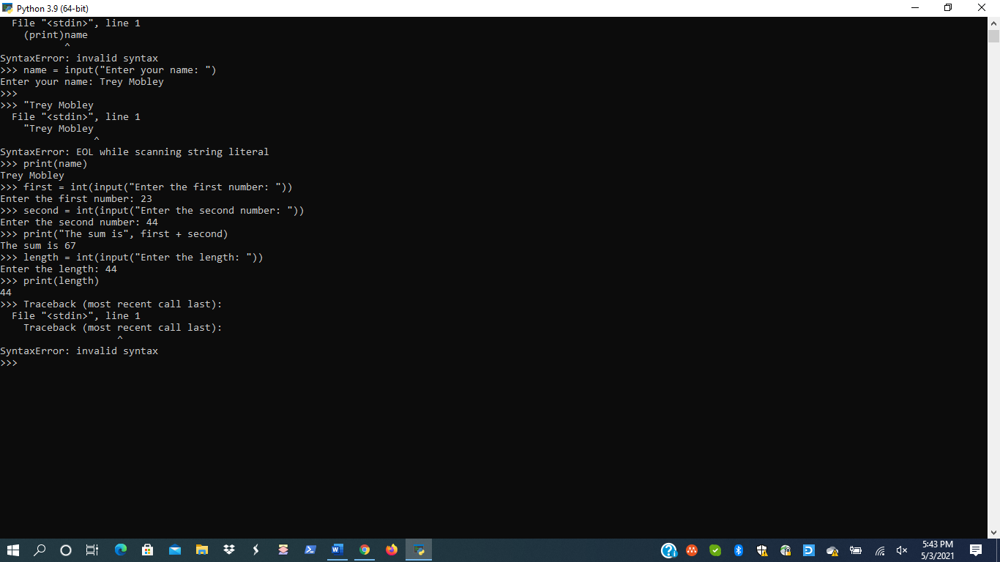 Python 3.9 (64-bit)
  File "<stdin>", line 1
    (print)name
           ^
SyntaxError: invalid syntax
>>> name = input("Enter your name: ")
Enter your name: Trey Mobley
>>>
>>> "Trey Mobley
  File "<stdin>", line 1
    "Trey Mobley
                ^
SyntaxError: EOL while scanning string literal
>>> print(name)
Trey Mobley
>>> first = int(input("Enter the first number: "))
Enter the first number: 23
>>> second = int(input("Enter the second number: "))
Enter the second number: 44
>>> print("The sum is", first + second)
The sum is 67
>>> length = int(input("Enter the length: "))
Enter the length: 44
>>> print(length)
44
>>> Traceback (most recent call last):
  File "<stdin>", line 1
    Traceback (most recent call last):
                    ^
SyntaxError: invalid syntax
>>>
5:43 PM
5/3/2021